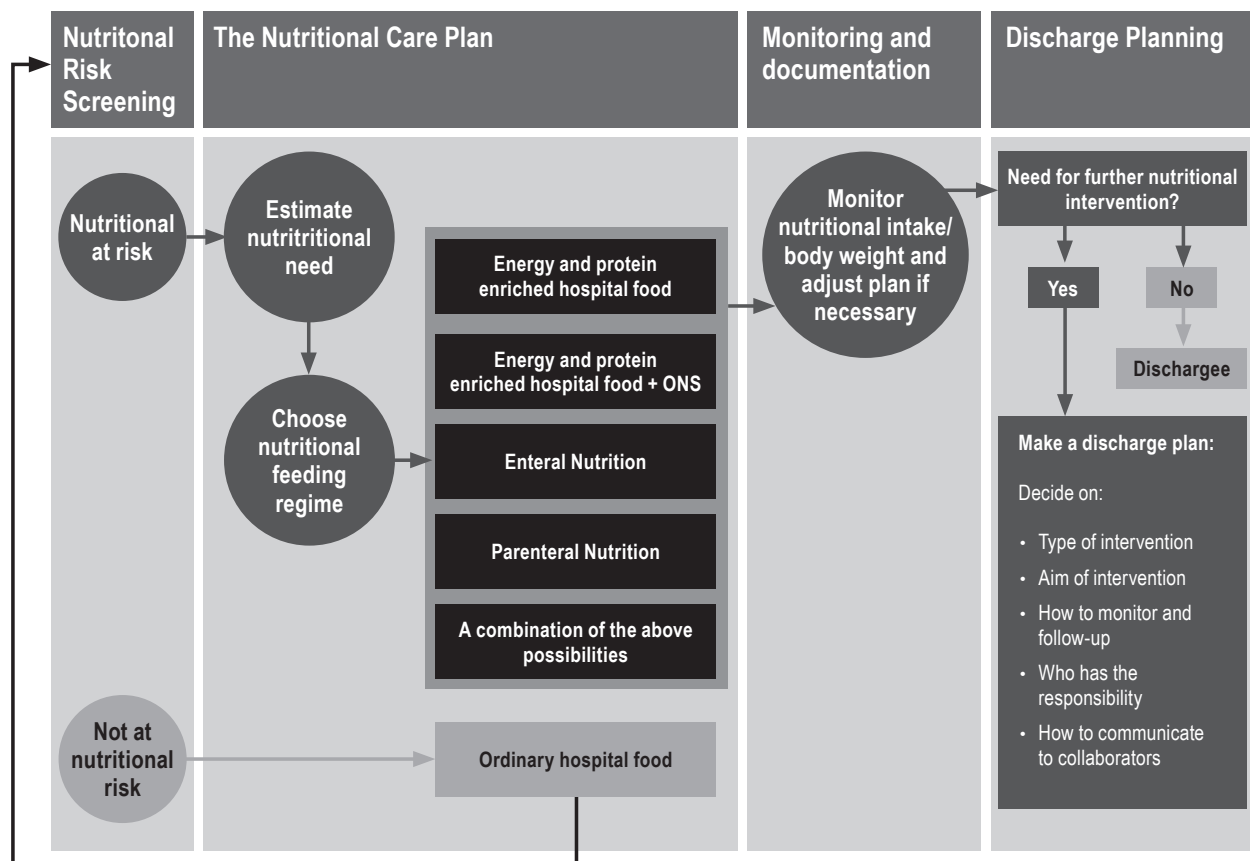 Nutritonal
Risk
Screening
The Nutritional Care Plan
Monitoring and
documentation
Discharge Planning
Nutritional
at risk
Estimate
nutritritional
need
Choose
nutritional
feeding
regime
Energy and protein
enriched hospital food
Energy and protein
enriched hospital food + ONS
Enteral Nutrition
Parenteral Nutrition
A combination of the above
possibilities
Monitor
nutritional intake/
body weight and
adjust plan if
necessary
Need for further nutritional
intervention?
Yes
No
Dischargee
Make a discharge plan:
Decide on:
• Type of intervention
• Aim of intervention
• How to monitor and
follow-up
• Who has the
responsibility
• How to communicate
to collaborators
Not at
nutritional
risk
Ordinary hospital food